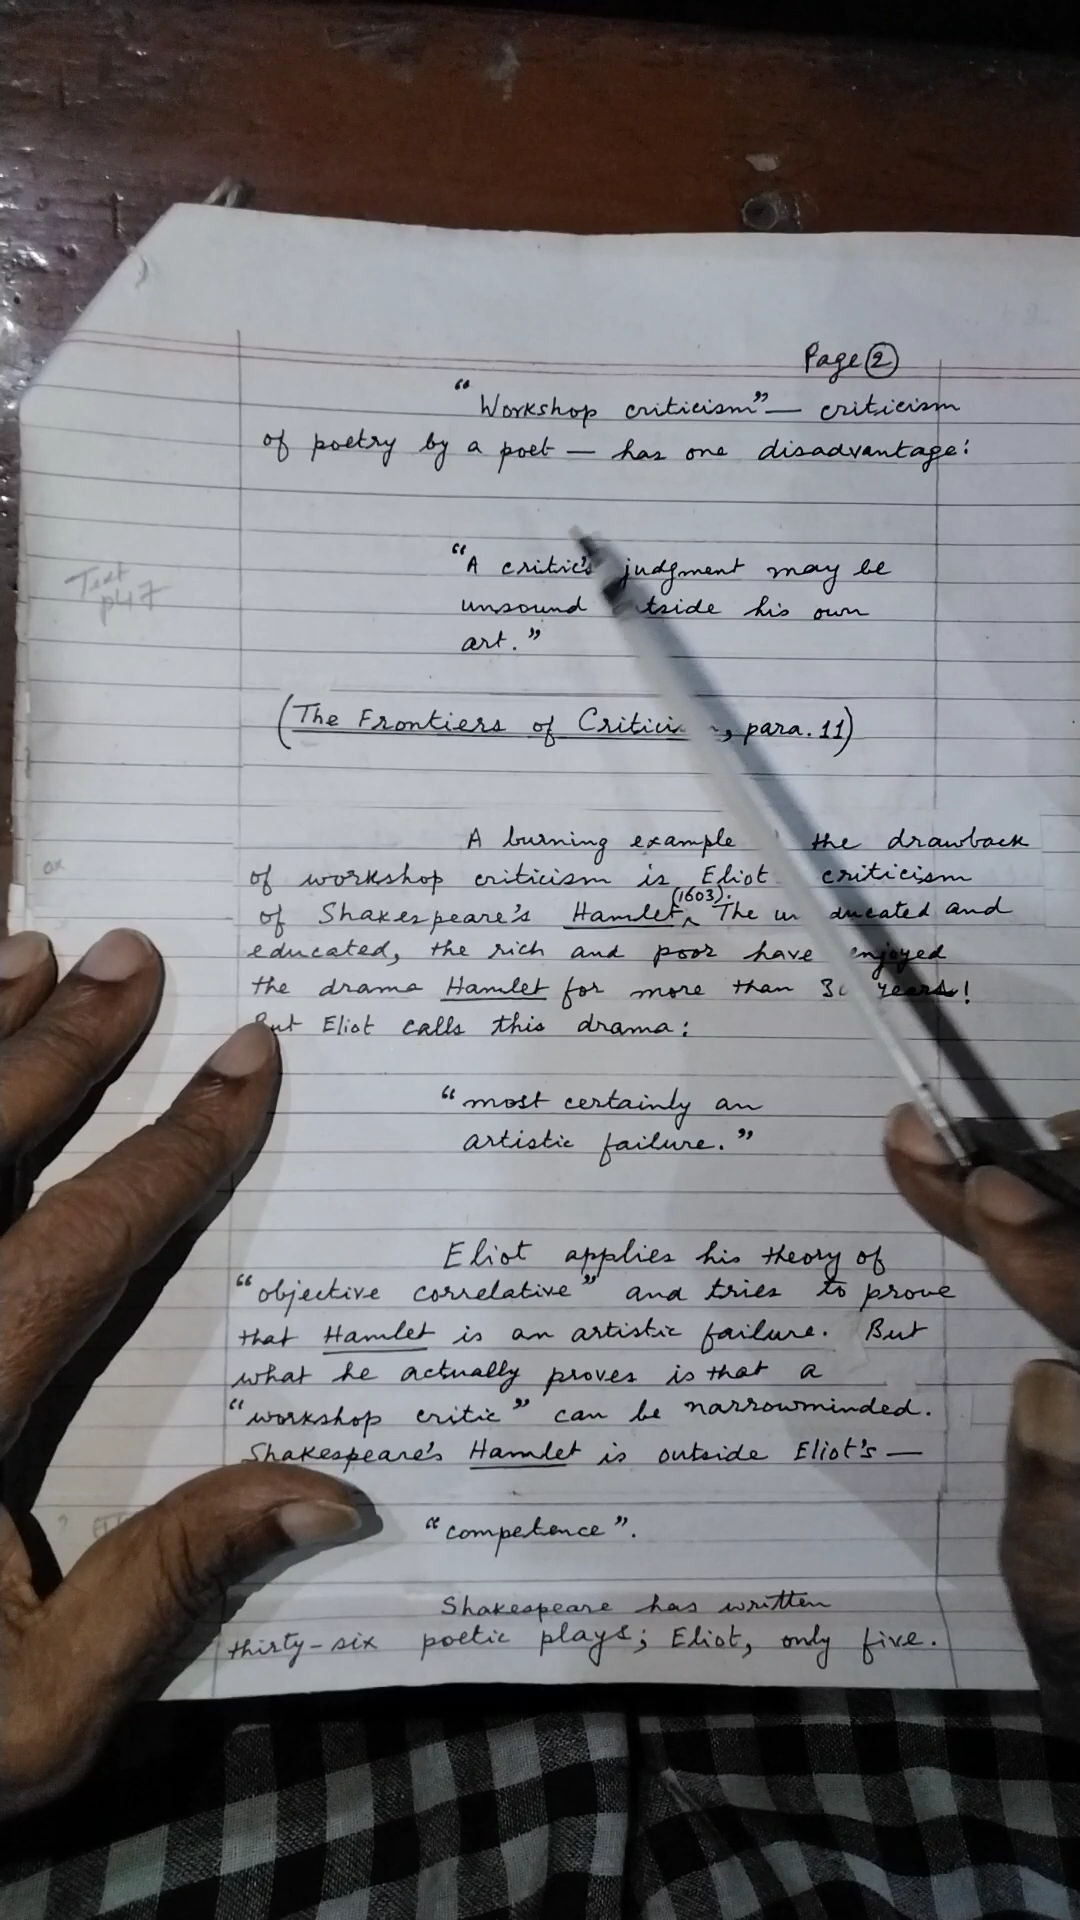 Page 2
"Workshop criticism" — criticism
of poetry by a poet — has one disadvantage:
"A critic's judgment may be
unsound outside his own
art."
Text
p47
(The Frontiers of Criticism, para. 11)
A burning example the drawback
of workshop criticism is Eliot criticism
(1603).
of Shakespeare's Hamlet ‸ The uneducated and
educated, the rich and poor have enjoyed
the drama Hamlet for more than years!
But Eliot calls this drama:
"most certainly an
artistic failure."
Eliot applies his theory of
"objective correlative" and tries to prove
that Hamlet is an artistic failure. But
what he actually proves is that a
"workshop critic" can be narrowminded.
Shakespeare's Hamlet is outside Eliot's —
"competence".
Shakespeare has written
thirty-six poetic plays; Eliot, only five.